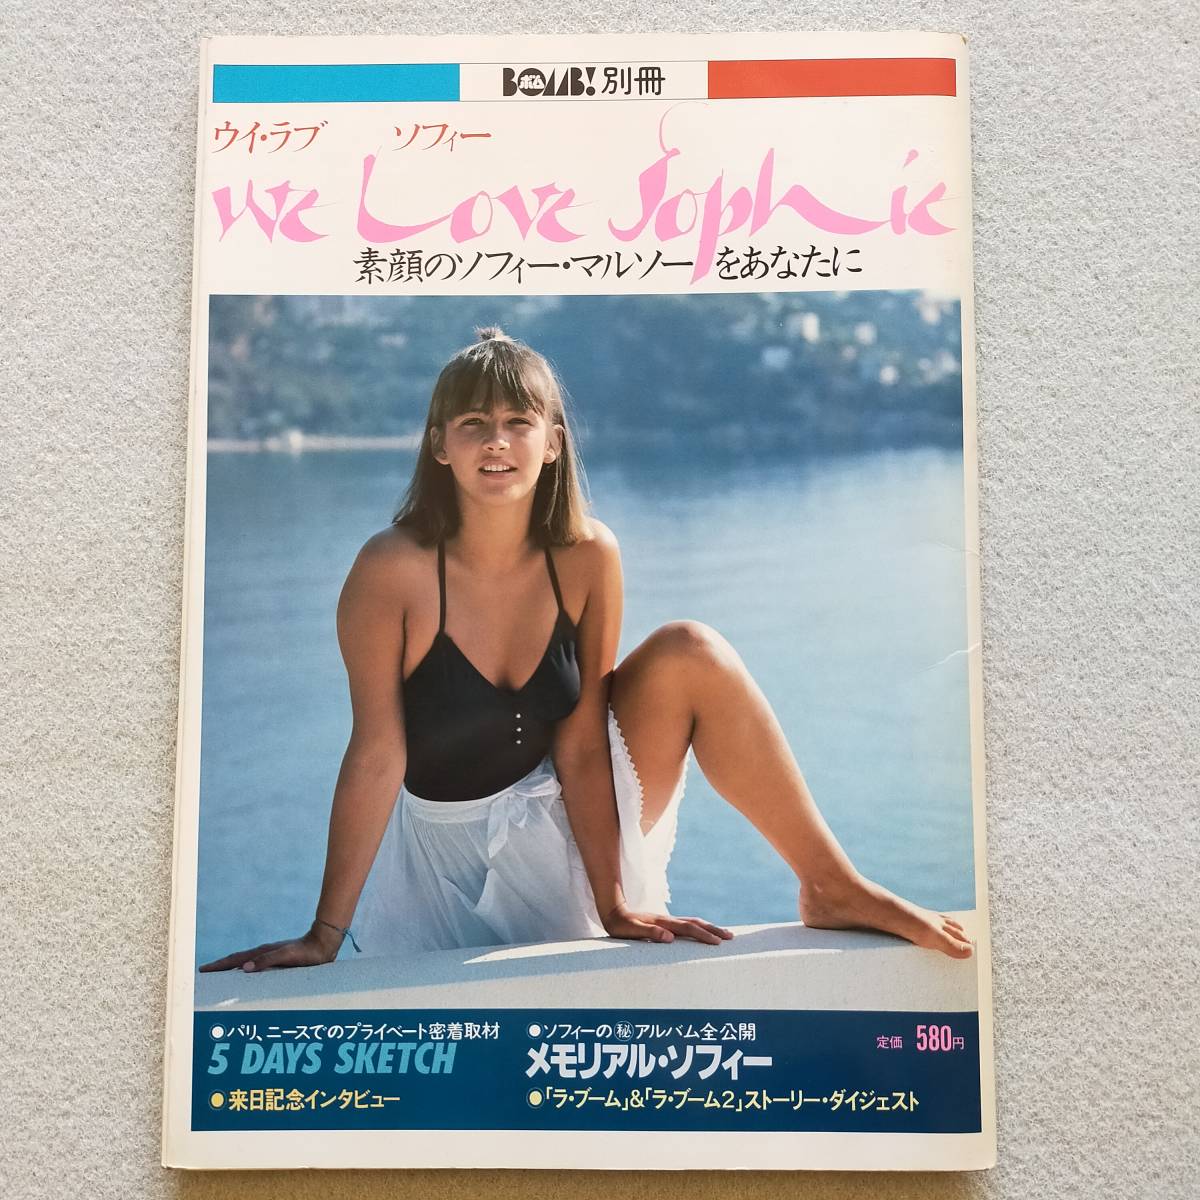 BOMB! ボム 別冊
ウイ・ラブ ソフィー
We Love Sophie
素顔のソフィー・マルソーをあなたに
●パリ、ニースでのプライベート密着取材
5 DAYS SKETCH
●来日記念インタビュー
●ソフィーの㊙アルバム全公開
メモリアル・ソフィー
●「ラ・ブーム」&「ラ・ブーム2」ストーリー・ダイジェスト
定価 580円